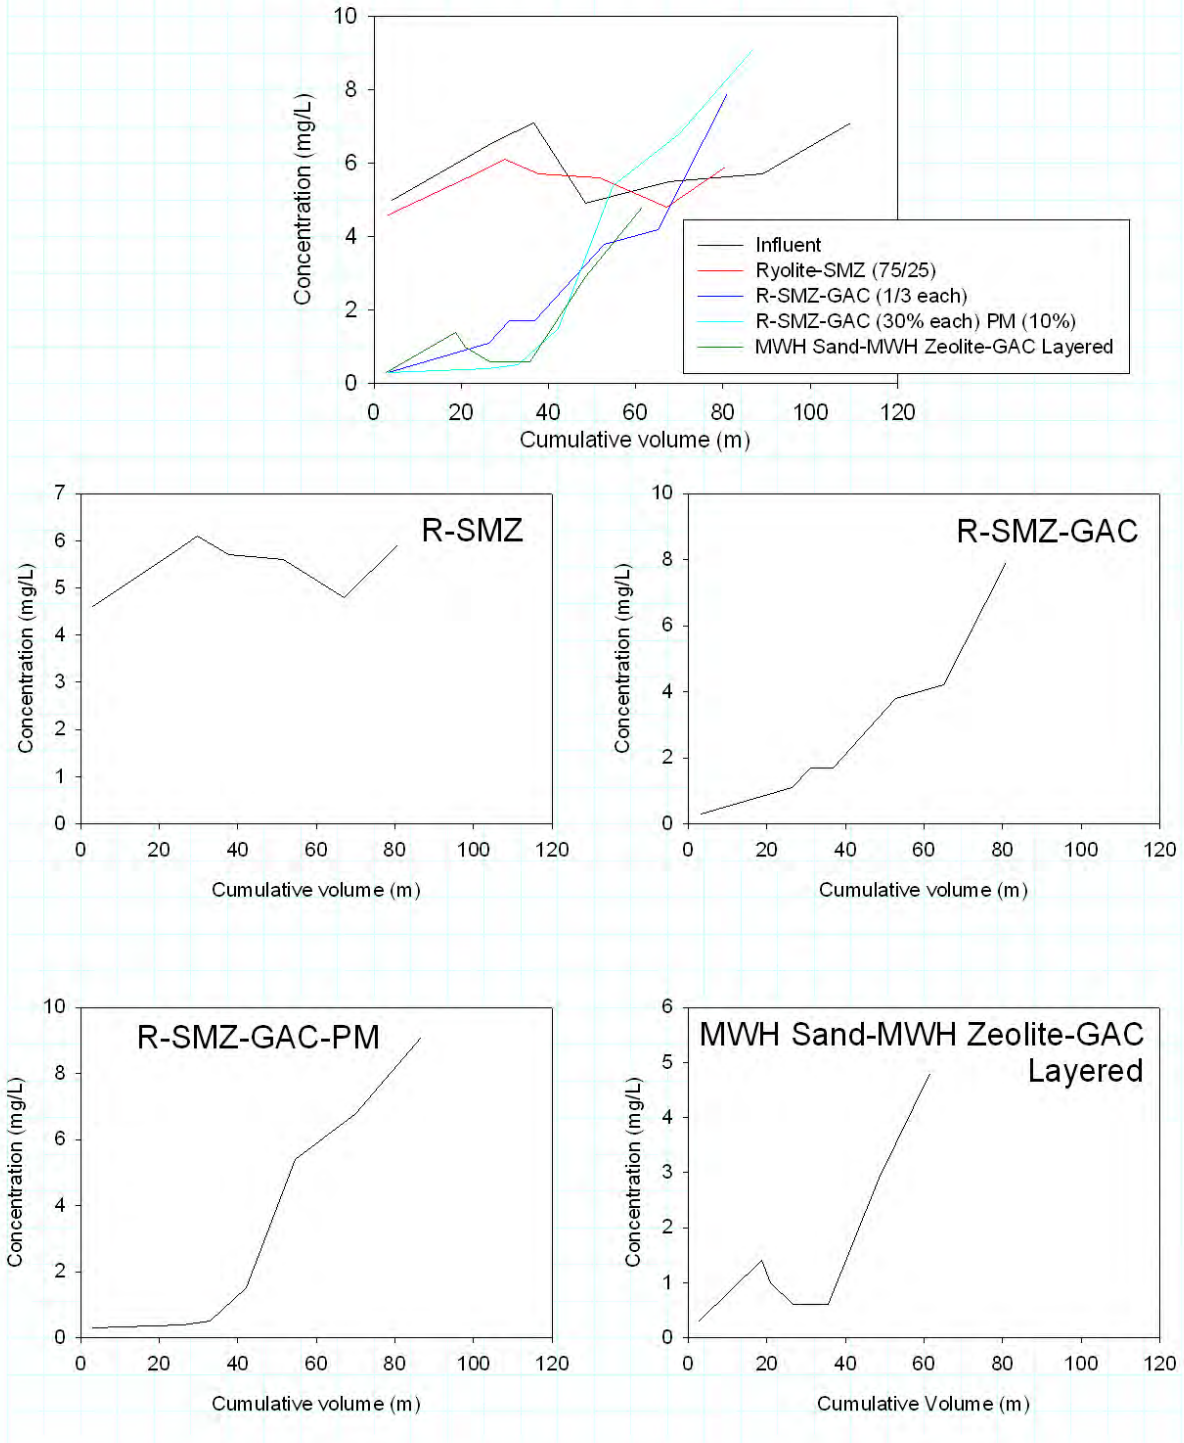 10
8
6
4
2
0
Concentration (mg/L)
0 20 40 60 80 100 120
Cumulative volume (m)
Influent
Ryolite-SMZ (75/25)
R-SMZ-GAC (1/3 each)
R-SMZ-GAC (30% each) PM (10%)
MWH Sand-MWH Zeolite-GAC Layered
7
6
5
4
3
2
1
0
Concentration (mg/L)
R-SMZ
0 20 40 60 80 100 120
Cumulative volume (m)
10
8
6
4
2
0
Concentration (mg/L)
R-SMZ-GAC
0 20 40 60 80 100 120
Cumulative volume (m)
10
8
6
4
2
0
Concentration (mg/L)
R-SMZ-GAC-PM
0 20 40 60 80 100 120
Cumulative volume (m)
6
5
4
3
2
1
0
Concentration (mg/L)
MWH Sand-MWH Zeolite-GAC
Layered
0 20 40 60 80 100 120
Cumulative Volume (m)